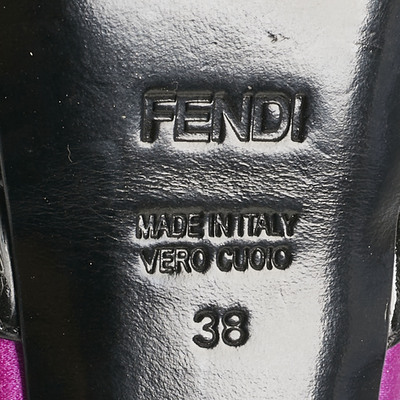 FENDI
MADE IN ITALY
VERO CUOIO
38